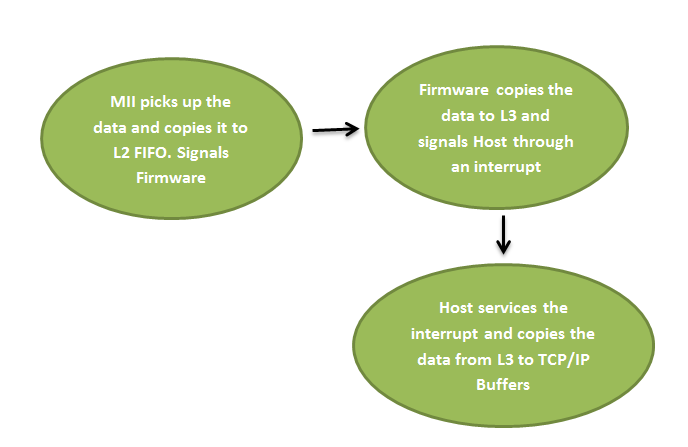 MII picks up the
data and copies it to
L2 FIFO. Signals
Firmware
Firmware copies the
data to L3 and
signals Host through
an interrupt
Host services the
interrupt and copies the
data from L3 to TCP/IP
Buffers